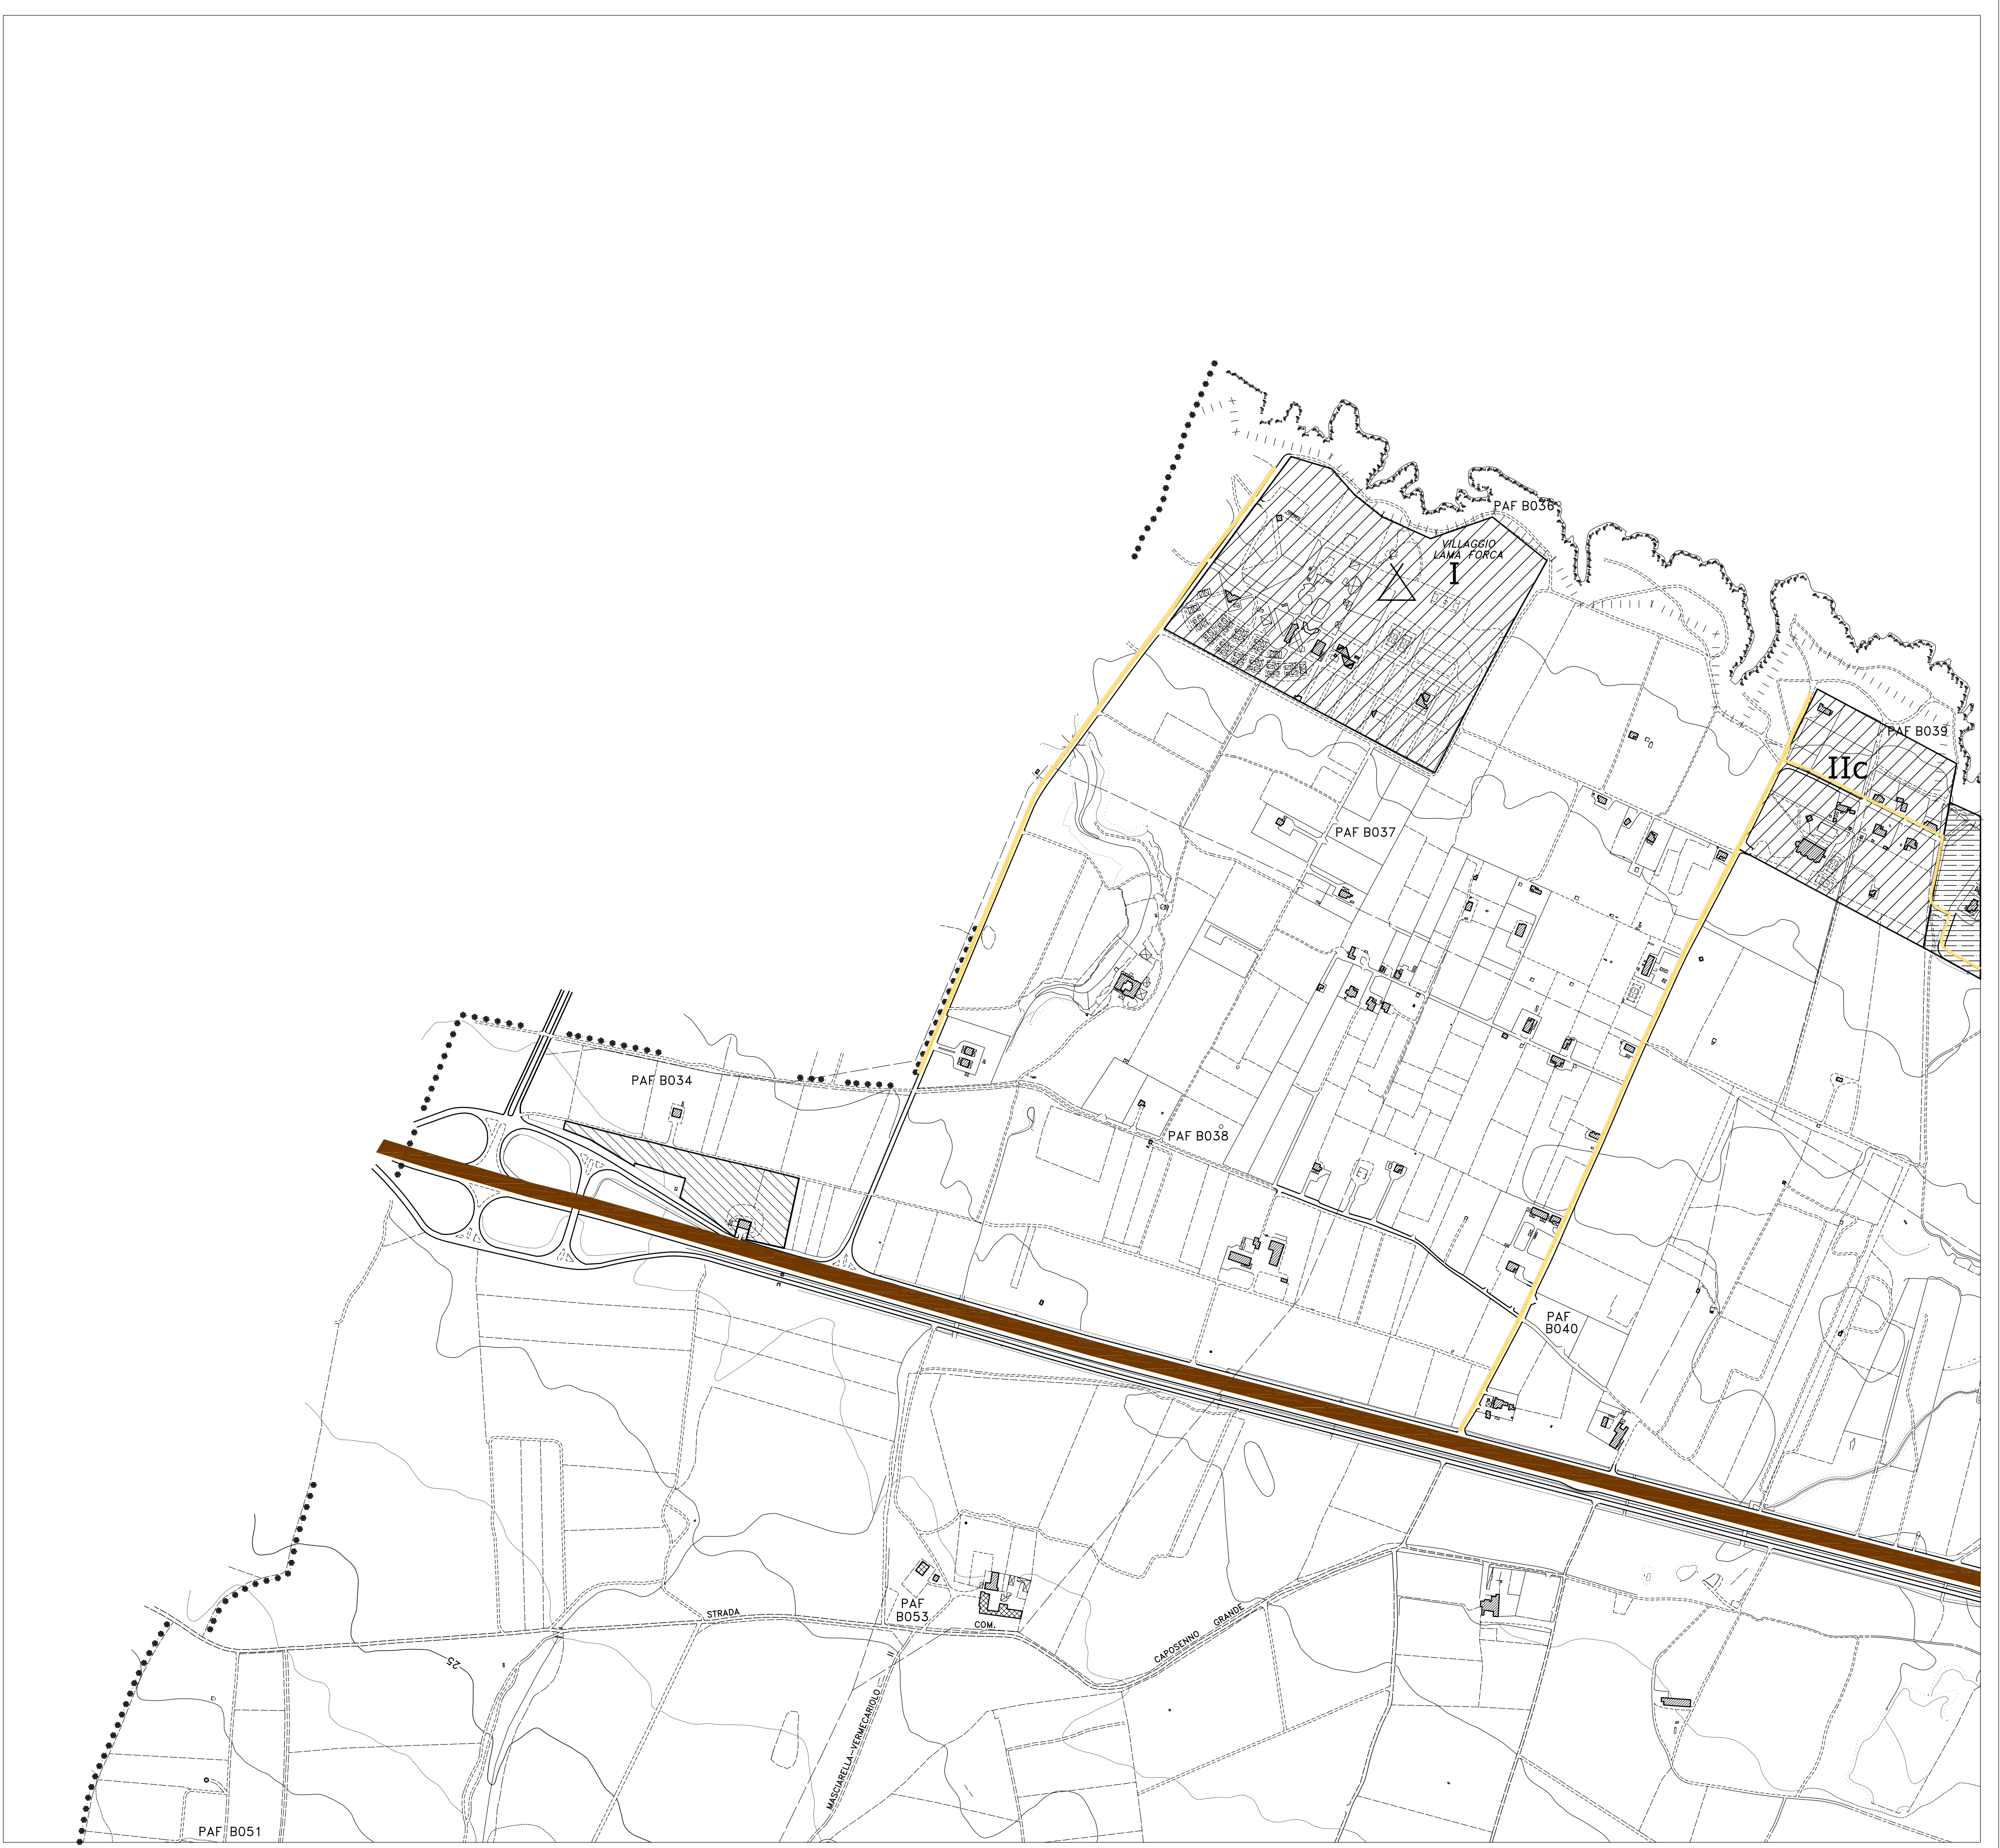 PAF B036
VILLAGGIO
LAMA FORCA
I
PAF B039
IIc
PAF B037
PAF B034
PAF B038
PAF
B040
PAF
B053
STRADA
COM.
CAPOSENNO GRANDE
25
MASCIARELLA-VERMECARIOLO
PAF B051